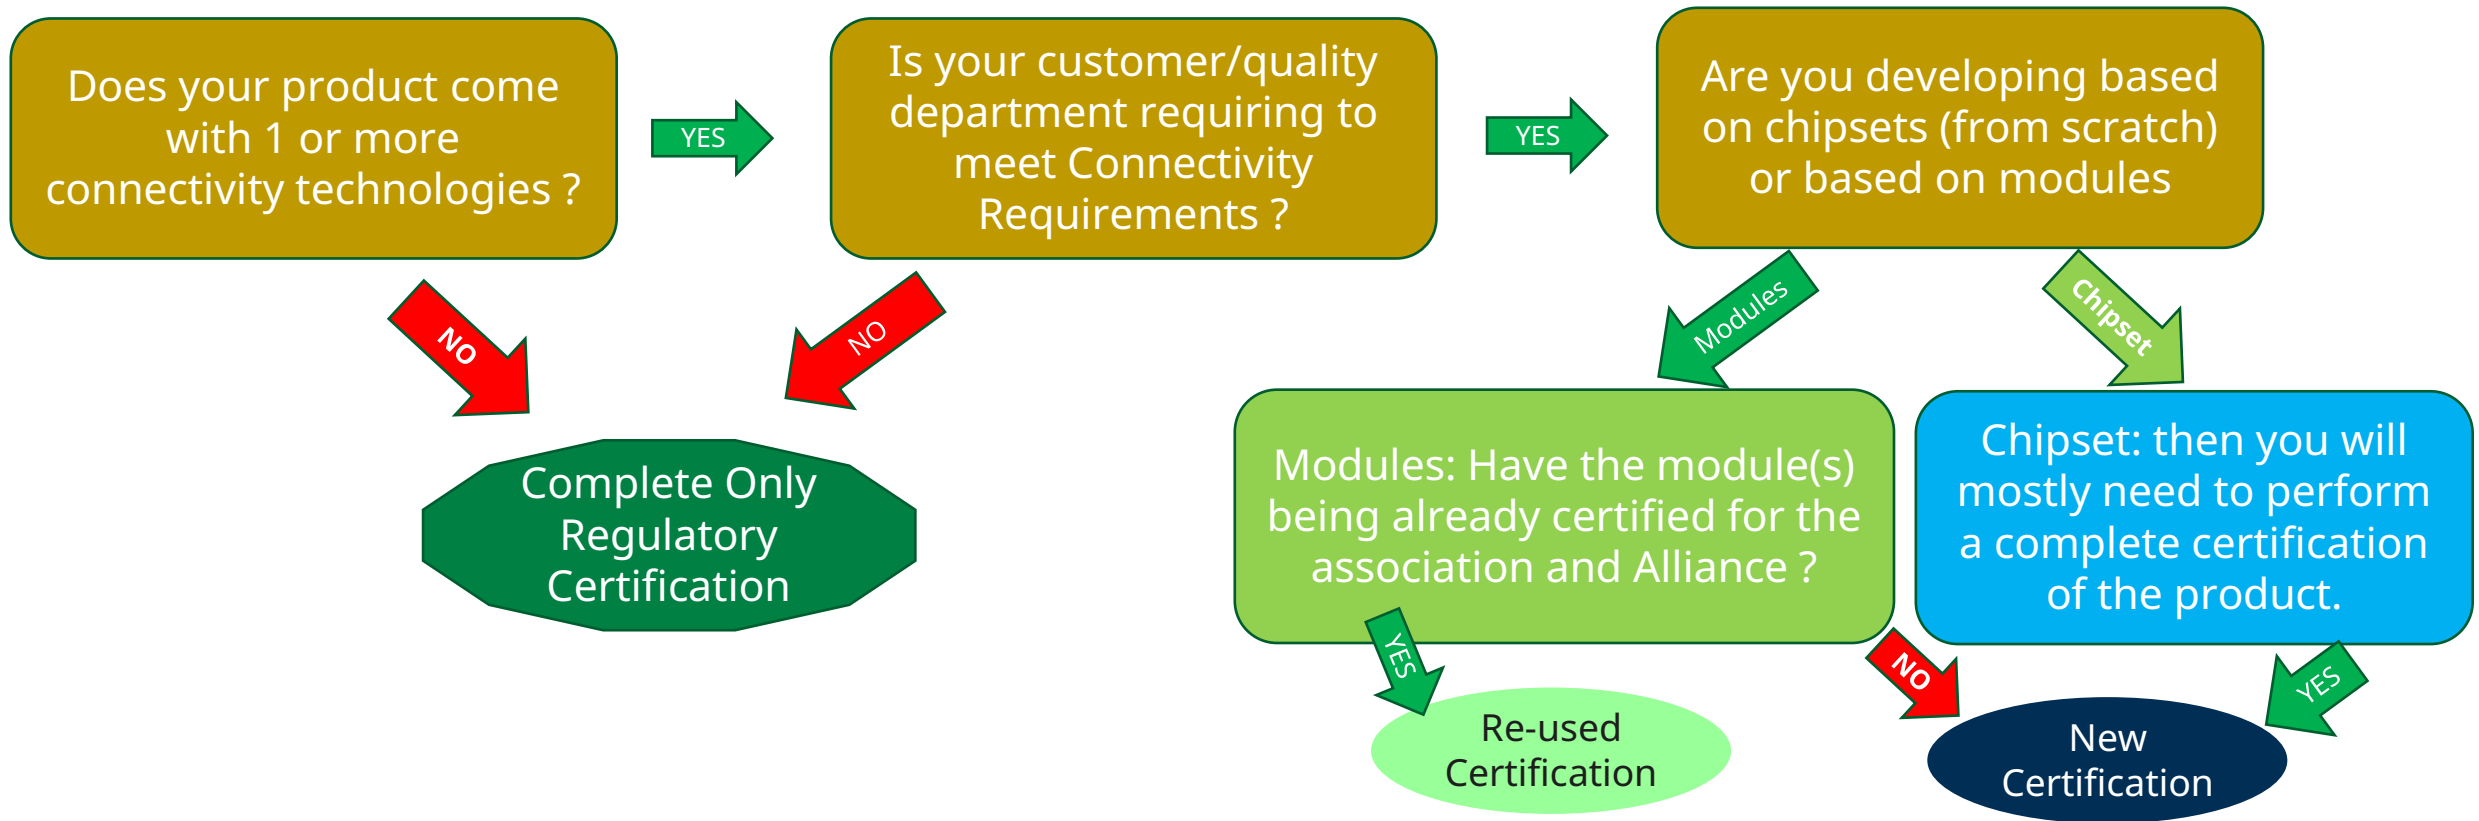 Does your product come
with 1 or more
connectivity technologies ?
YES
Is your customer/quality
department requiring to
meet Connectivity
Requirements ?
YES
Are you developing based
on chipsets (from scratch)
or based on modules
NO
NO
Modules
Chipset
Complete Only
Regulatory
Certification
Modules: Have the module(s)
being already certified for the
association and Alliance ?
Chipset: then you will
mostly need to perform
a complete certification
of the product.
YES
NO
YES
Re-used
Certification
New
Certification